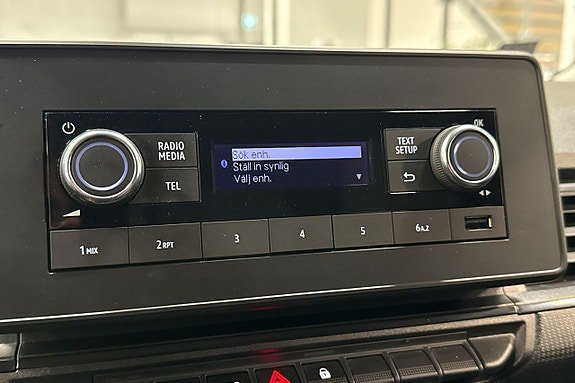 RADIO
MEDIA
TEL
Sök enh.
Ställ in synlig
Välj enh.
TEXT
SETUP
OK
1 MIX
2 RPT
3
4
5
6 A.Z